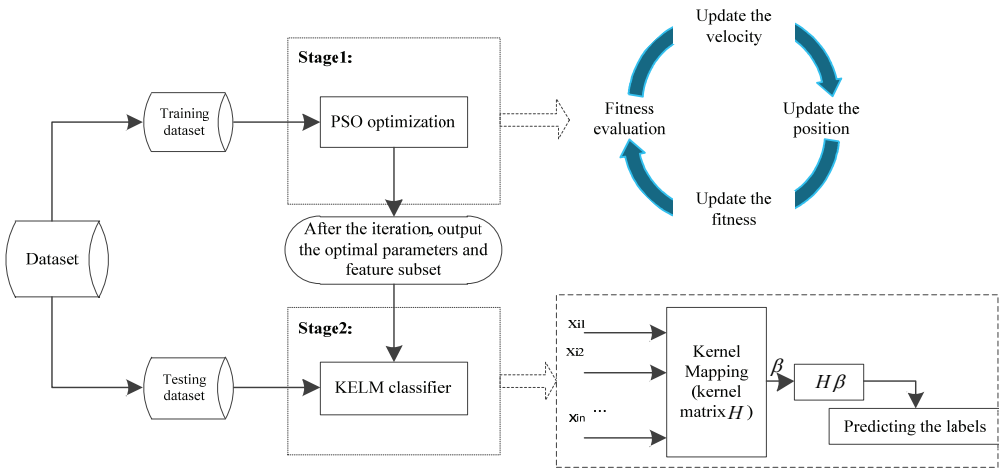 Dataset
Training
dataset
Testing
dataset
Stage1:
PSO optimization
After the iteration, output
the optimal parameters and
feature subset
Stage2:
KELM classifier
Update the
velocity
Fitness
evaluation
Update the
position
Update the
fitness
xi1
xi2
...
xin
Kernel
Mapping
(kernel
matrix H )
β
H β
Predicting the labels